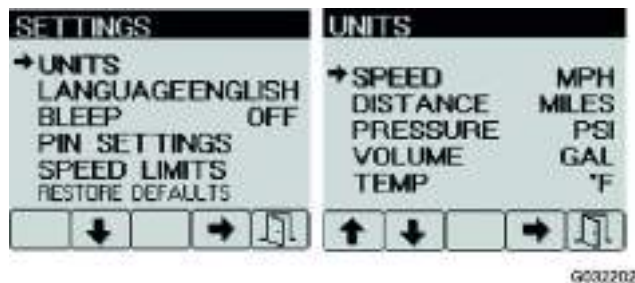 SETTINGS
UNITS
LANGUAGEENGLISH
BLEEP OFF
PIN SETTINGS
SPEED LIMITS
RESTORE DEFAULTS
UNITS
SPEED MPH
DISTANCE MILES
PRESSURE PSI
VOLUME GAL
TEMP °F
G032202